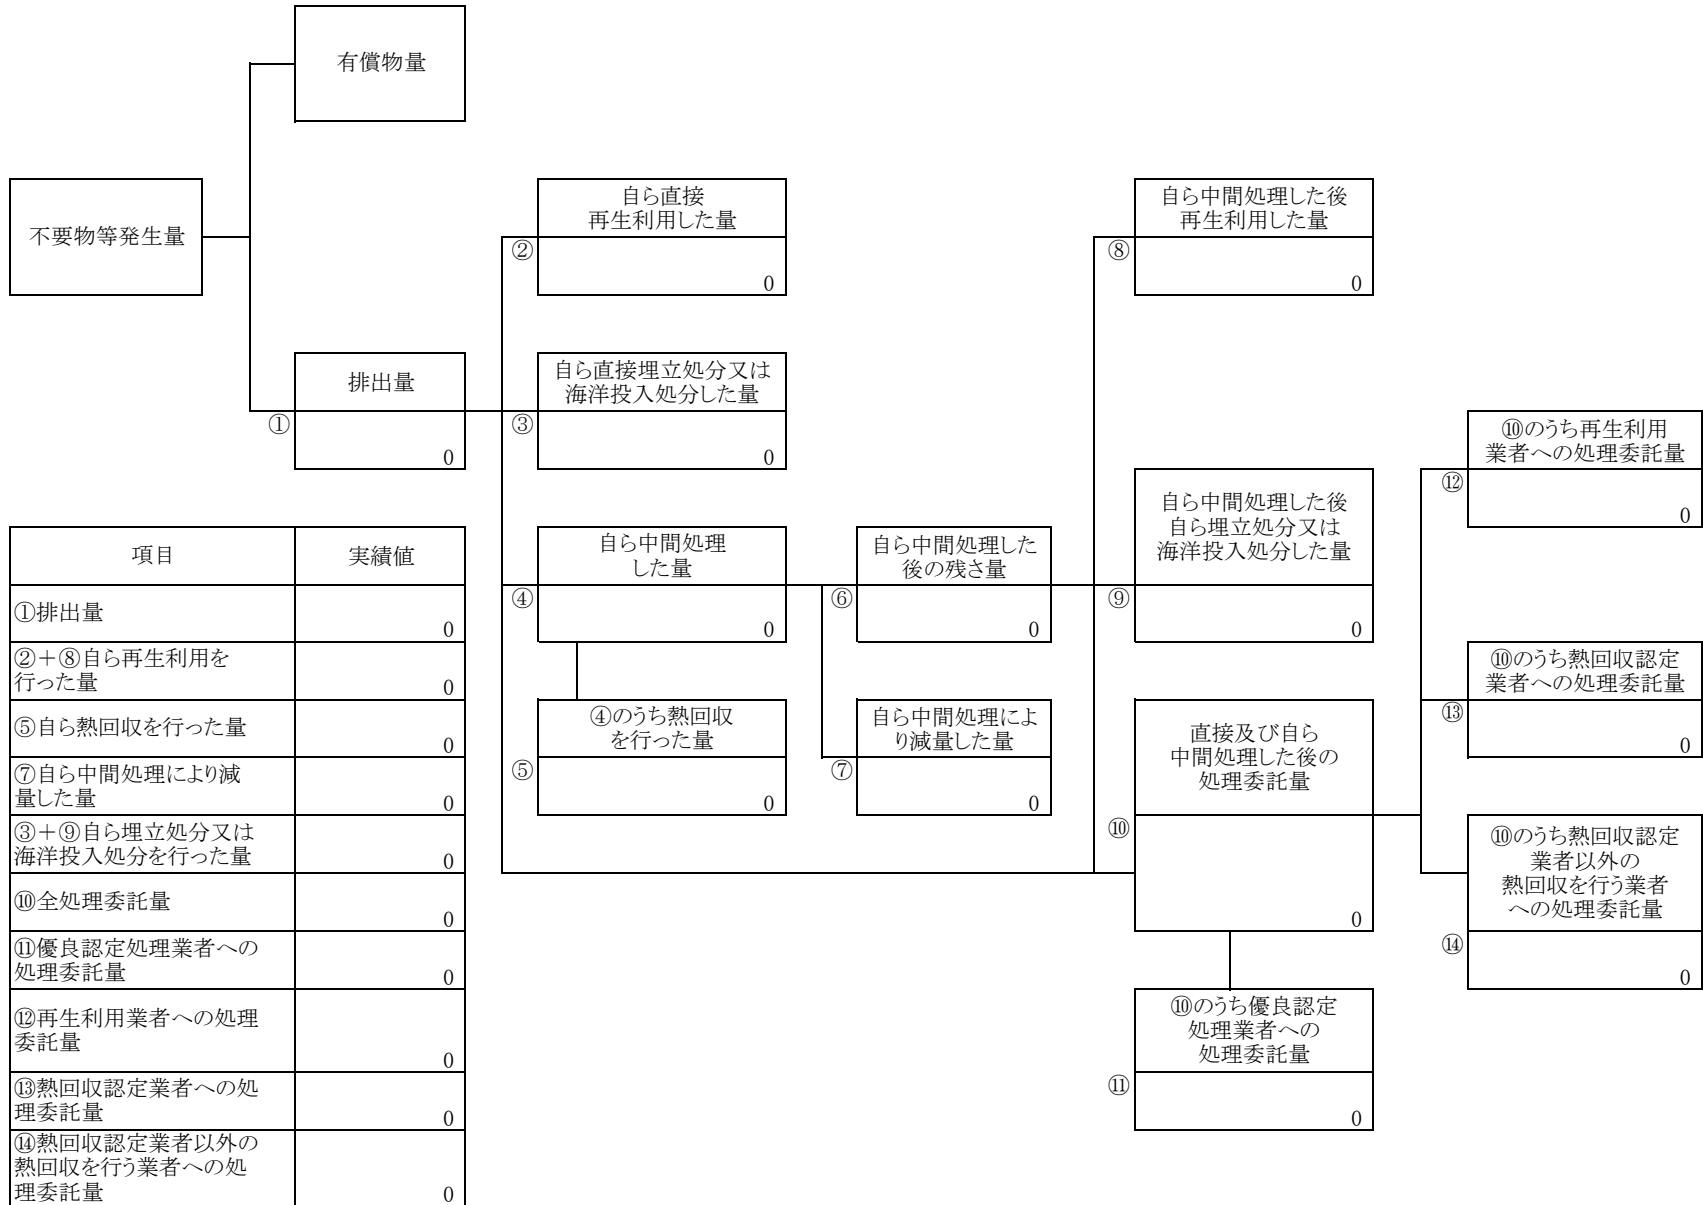 有償物量
不要物等発生量
自ら直接
再生利用した量
②
0
自ら中間処理した後
再生利用した量
⑧
0
排出量
①
0
自ら直接埋立処分又は
海洋投入処分した量
③
0
⑩のうち再生利用
業者への処理委託量
⑫
0
自ら中間処理
した量
④
0
自ら中間処理した
後の残さ量
⑥
0
自ら中間処理した後
自ら埋立処分又は
海洋投入処分した量
⑨
0
④のうち熱回収
を行った量
⑤
0
自ら中間処理によ
り減量した量
⑦
0
直接及び自ら
中間処理した後の
処理委託量
⑩
0
⑩のうち熱回収認定
業者への処理委託量
⑬
0
⑩のうち熱回収認定
業者以外の
熱回収を行う業者
への処理委託量
⑭
0
⑩のうち優良認定
処理業者への
処理委託量
⑪
0
項目
実績値
①排出量
0
②＋⑧自ら再生利用を
行った量
0
⑤自ら熱回収を行った量
0
⑦自ら中間処理により減
量した量
0
③＋⑨自ら埋立処分又は
海洋投入処分を行った量
0
⑩全処理委託量
0
⑪優良認定処理業者への
処理委託量
0
⑫再生利用業者への処理
委託量
0
⑬熱回収認定業者への処
理委託量
0
⑭熱回収認定業者以外の
熱回収を行う業者への処
理委託量
0